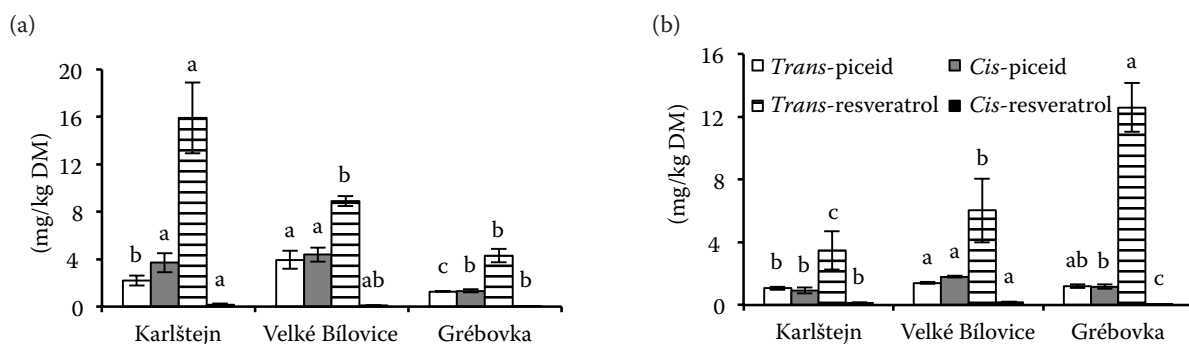 (a)
(mg/kg DM)
20
16
12
8
4
0
b a a a
a a b ab
c b b b
Karlštejn Velké Bílovice Grébovka
(b)
(mg/kg DM)
16
12
8
4
0
Trans-piceid Cis-piceid
Trans-resveratrol Cis-resveratrol
b b c b
a a b a
ab b a c
Karlštejn Velké Bílovice Grébovka